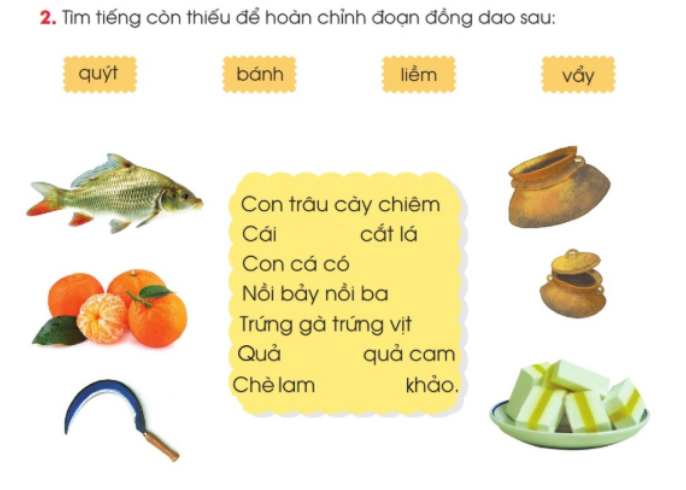 2. Tìm tiếng còn thiếu để hoàn chỉnh đoạn đồng dao sau:
quýt bánh liềm vẩy
Con trâu cày chiêm
Cái cắt lá
Con cá có
Nồi bảy nồi ba
Trứng gà trứng vịt
Quả quả cam
Chè lam khảo.